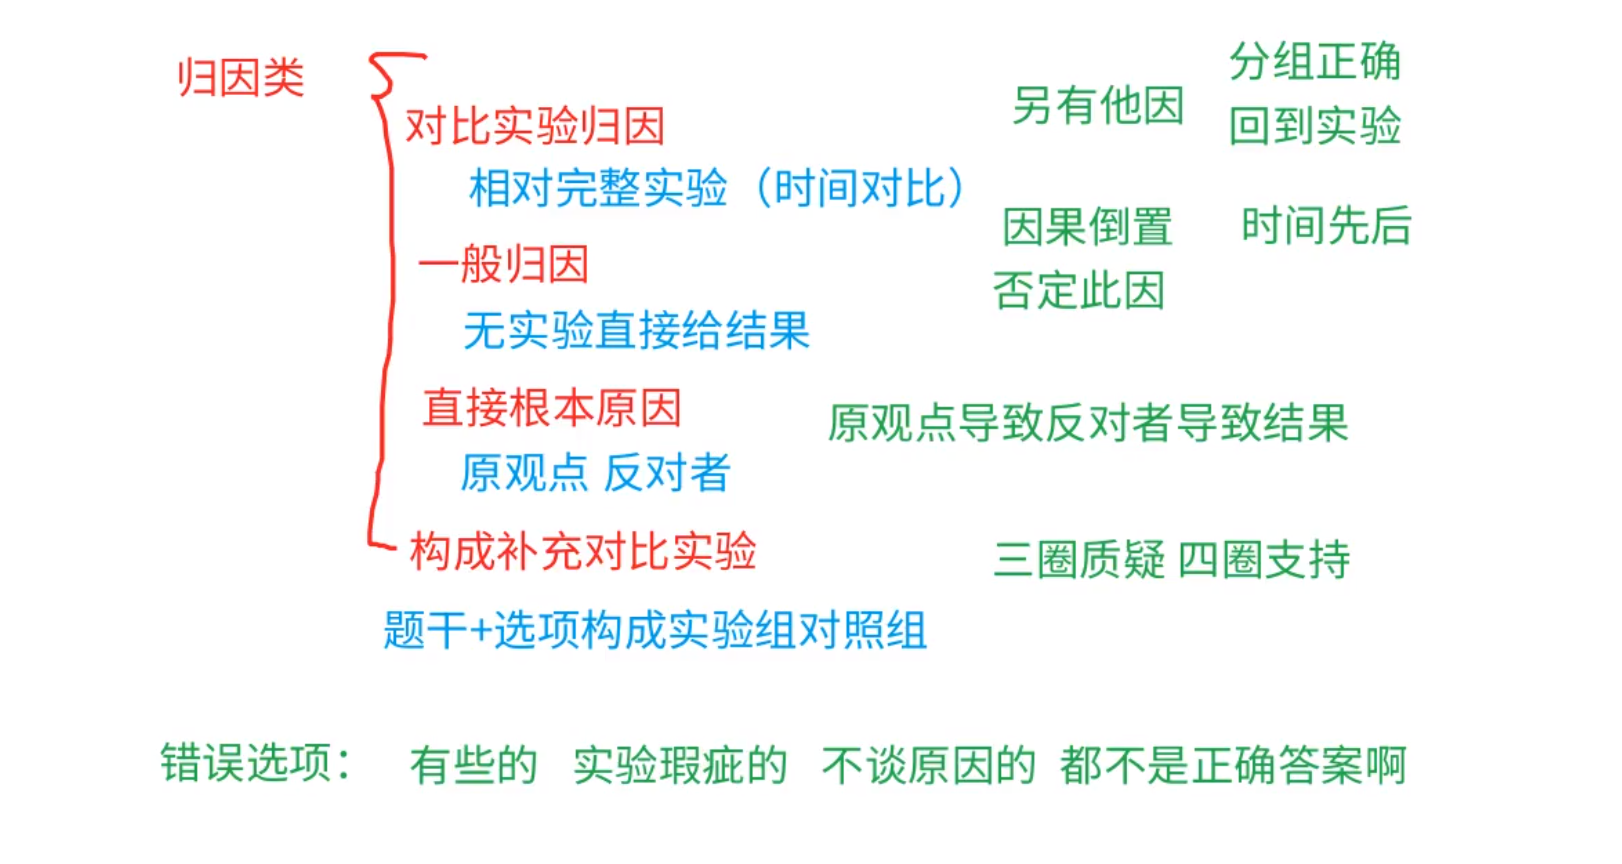 归因类
对比实验归因
相对完整实验（时间对比）
一般归因
无实验直接给结果
直接根本原因
原观点 反对者
构成补充对比实验
题干+选项构成实验组对照组
另有他因
分组正确
回到实验
因果倒置 时间先后
否定此因
原观点导致反对者导致结果
三圈质疑 四圈支持
错误选项： 有些的 实验瑕疵的 不谈原因的 都不是正确答案啊